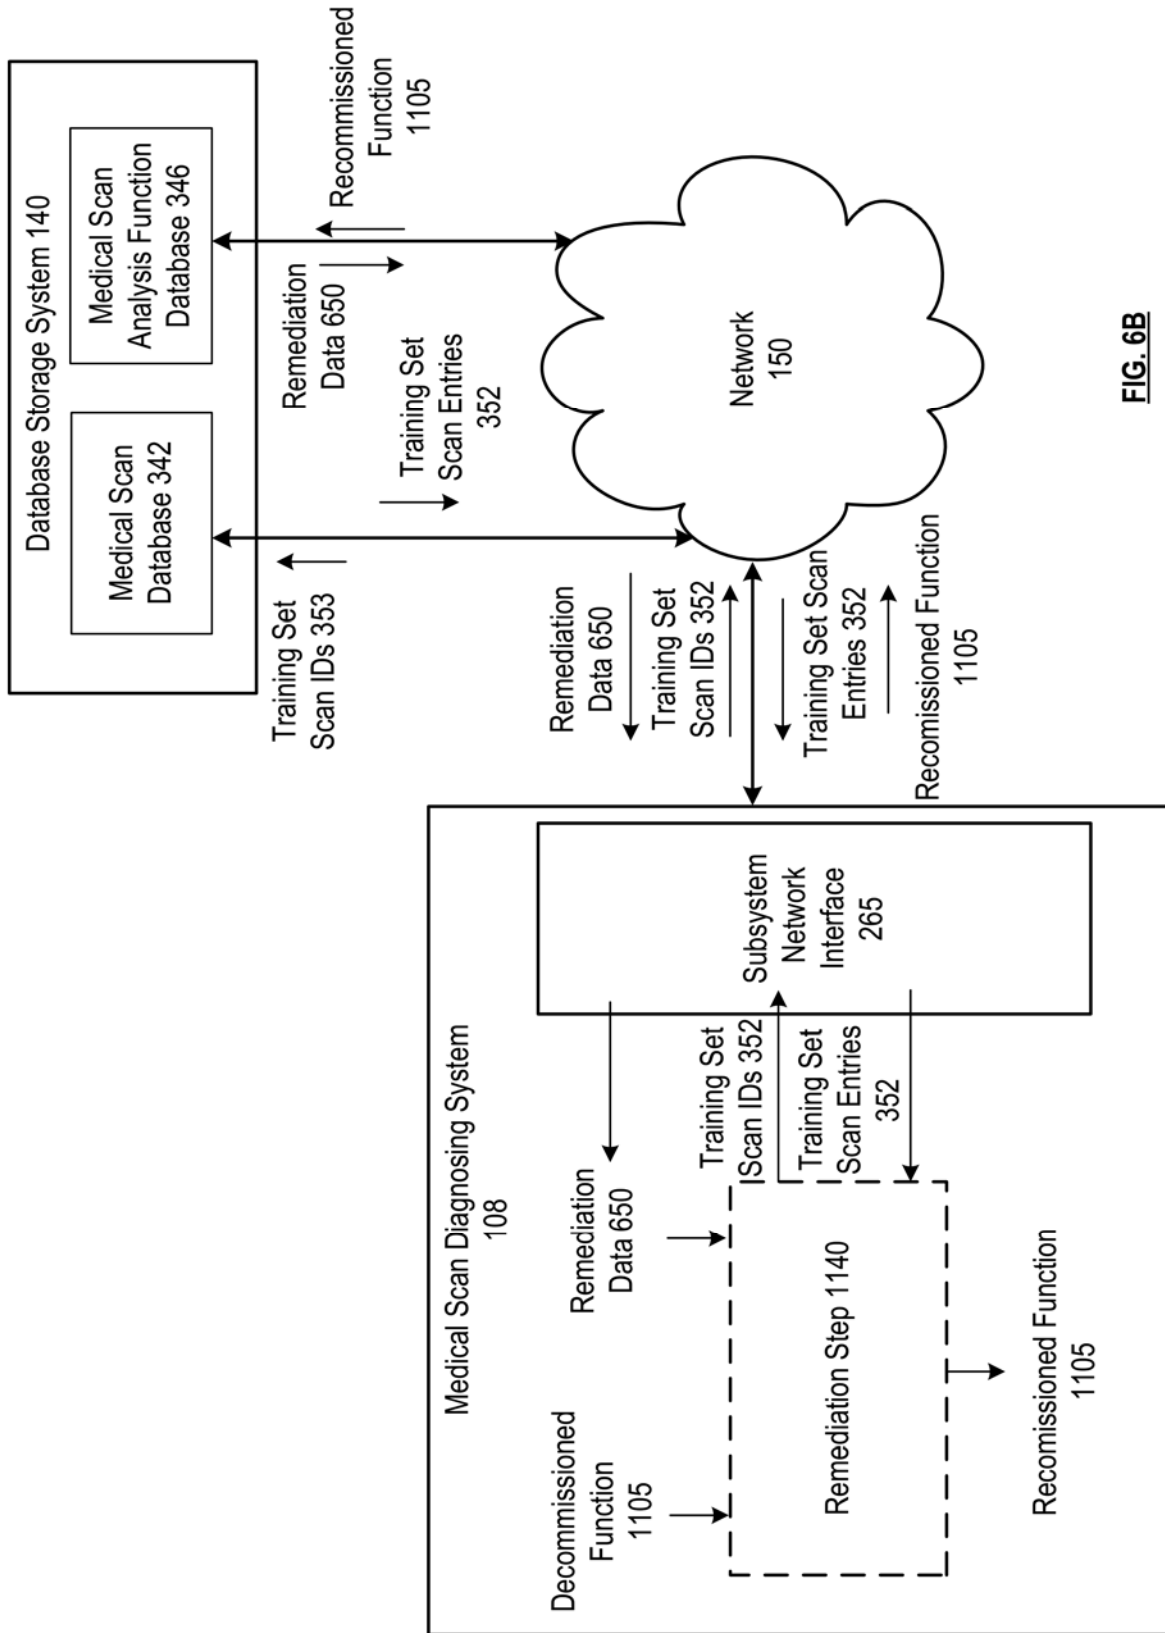 Database Storage System 140
Medical Scan
Database 342
Medical Scan
Analysis Function
Database 346
Training Set
Scan IDs 353
Training Set
Scan Entries
352
Remediation
Data 650
Recommissioned
Function
1105
Medical Scan Diagnosing System
108
Remediation
Data 650
Training Set
Scan IDs 352
Training Set Scan
Entries 352
Recomissioned Function
1105
Network
150
Decommissioned
Function
1105
Remediation
Data 650
Training Set
Scan IDs 352
Training Set
Scan Entries
352
Subsystem
Network
Interface
265
Remediation Step 1140
Recomissioned Function
1105
FIG. 6B